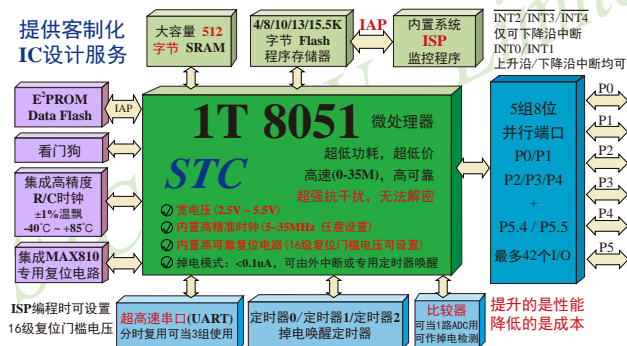 提供客制化
IC设计服务
大容量 512
字节 SRAM
4/8/10/13/15.5K
字节 Flash
程序存储器
IAP
内置系统
ISP
监控程序
INT2/INT3/INT4
仅可下降沿中断
INT0/INT1
上升沿/下降沿中断均可
E²PROM
Data Flash
IAP
看门狗
集成高精度
R/C时钟
±1%温飘
-40℃ ~ +85℃
集成MAX810
专用复位电路
ISP编程时可设置
16级复位门槛电压
1T 8051 微处理器
STC
超低功耗，超低价
高速(0-35M)，高可靠
超强抗干扰，无法解密
宽电压(2.5V ~ 5.5V)
内置高精准时钟(5~35MHz 任意设置)
内置高可靠复位电路(16级复位门槛电压可设置)
掉电模式：<0.1uA，可由外中断或专用定时器唤醒
5组8位
并行端口
P0/P1
P2/P3/P4
+
P5.4 / P5.5
最多42个I/O
P0
P1
P2
P3
P4
P5
超高速串口(UART)
分时复用可当3组使用
定时器0/定时器1/定时器2
掉电唤醒定时器
比较器
可当1路ADC用
可作掉电检测
提升的是性能
降低的是成本